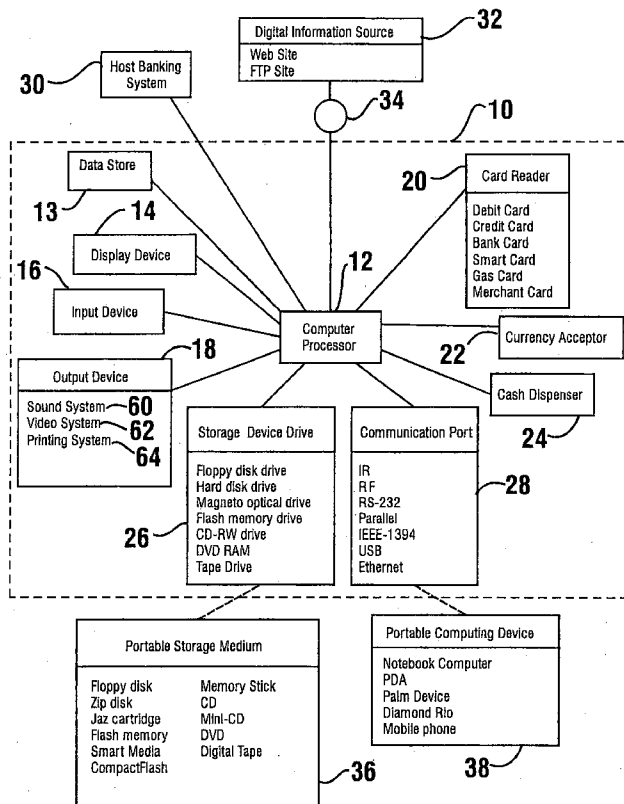 Digital Information Source
32
Web Site
FTP Site
30
Host Banking
System
34
10
Data Store
13
14
Display Device
16
Input Device
12
Computer
Processor
20
Card Reader
Debit Card
Credit Card
Bank Card
Smart Card
Gas Card
Merchant Card
22
Currency Acceptor
Cash Dispenser
24
18
Output Device
Sound System 60
Video System 62
Printing System 64
Storage Device Drive
Floppy disk drive
Hard disk drive
Magneto optical drive
Flash memory drive
CD-RW drive
DVD RAM
Tape Drive
26
Communication Port
IR
RF
RS-232
Parallel
IEEE-1394
USB
Ethernet
28
Portable Storage Medium
Floppy disk
Zip disk
Jaz cartridge
Flash memory
Smart Media
CompactFlash
Memory Stick
CD
Mini-CD
DVD
Digital Tape
36
Portable Computing Device
Notebook Computer
PDA
Palm Device
Diamond Rio
Mobile phone
38